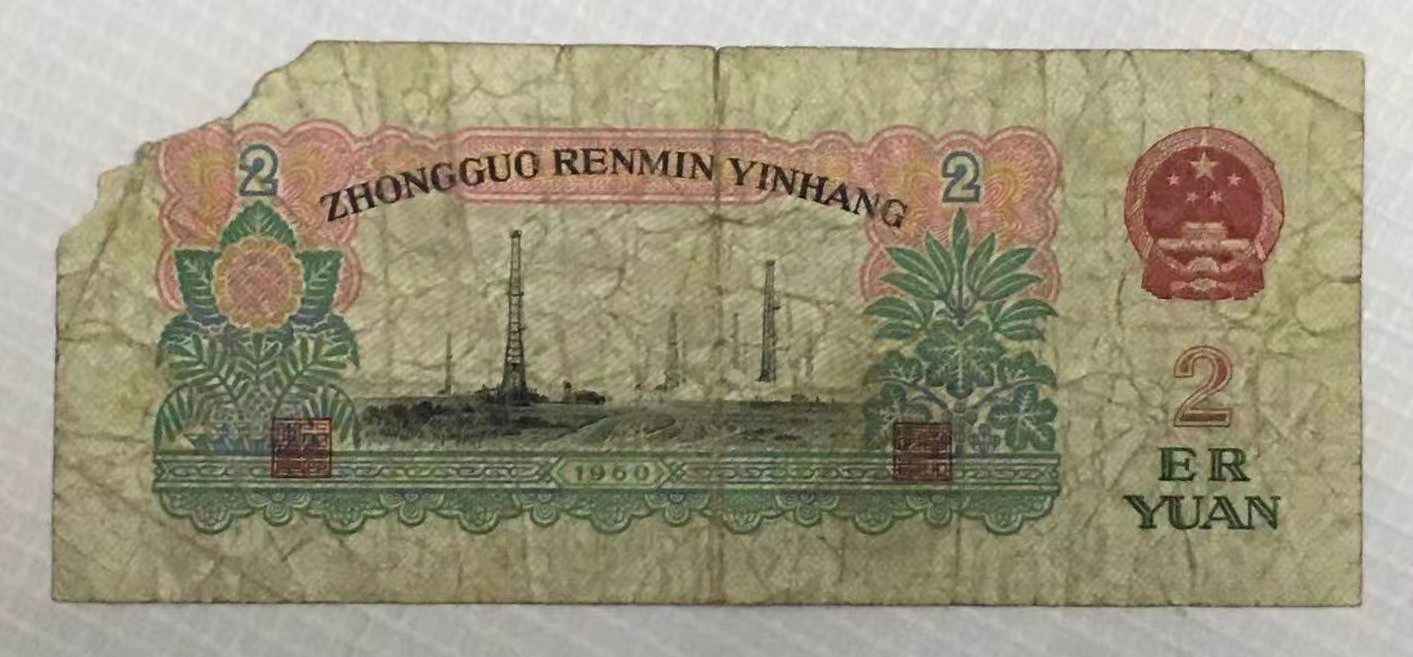 2
ZHONGGUO RENMIN YINHANG
2
2
ER
YUAN
1960